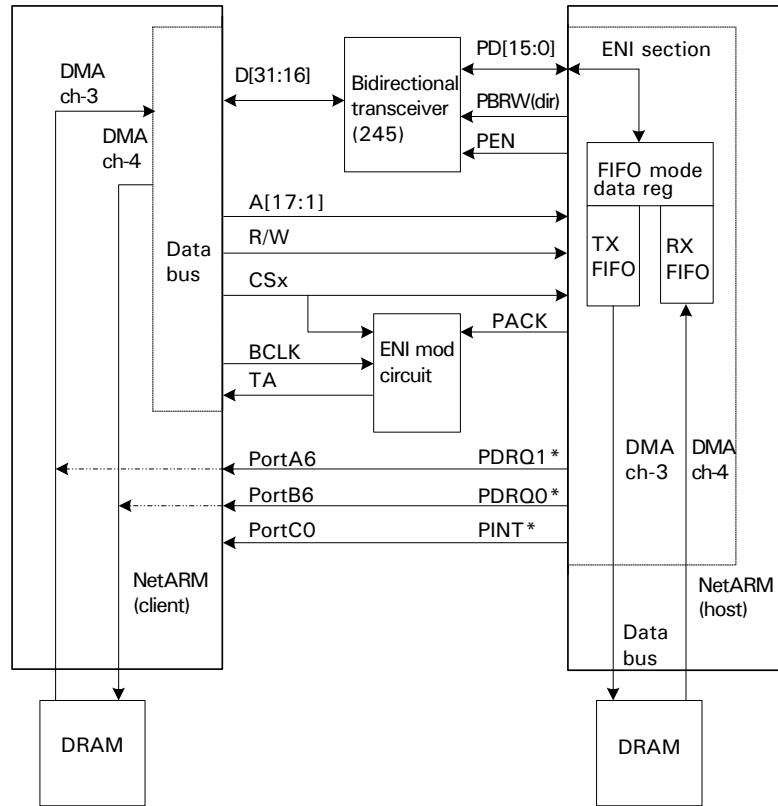 DMA
ch-3
DMA
ch-4
Data
bus
NetARM
(client)
DRAM
D[31:16]
Bidirectional
transceiver
(245)
PD[15:0]
PBRW(dir)
PEN
A[17:1]
R/W
CSx
PACK
BCLK
TA
ENI mod
circuit
PortA6
PDRQ1*
PortB6
PDRQ0*
PortC0
PINT*
ENI section
FIFO mode
data reg
TX
FIFO
RX
FIFO
DMA
ch-3
DMA
ch-4
NetARM
(host)
Data
bus
DRAM